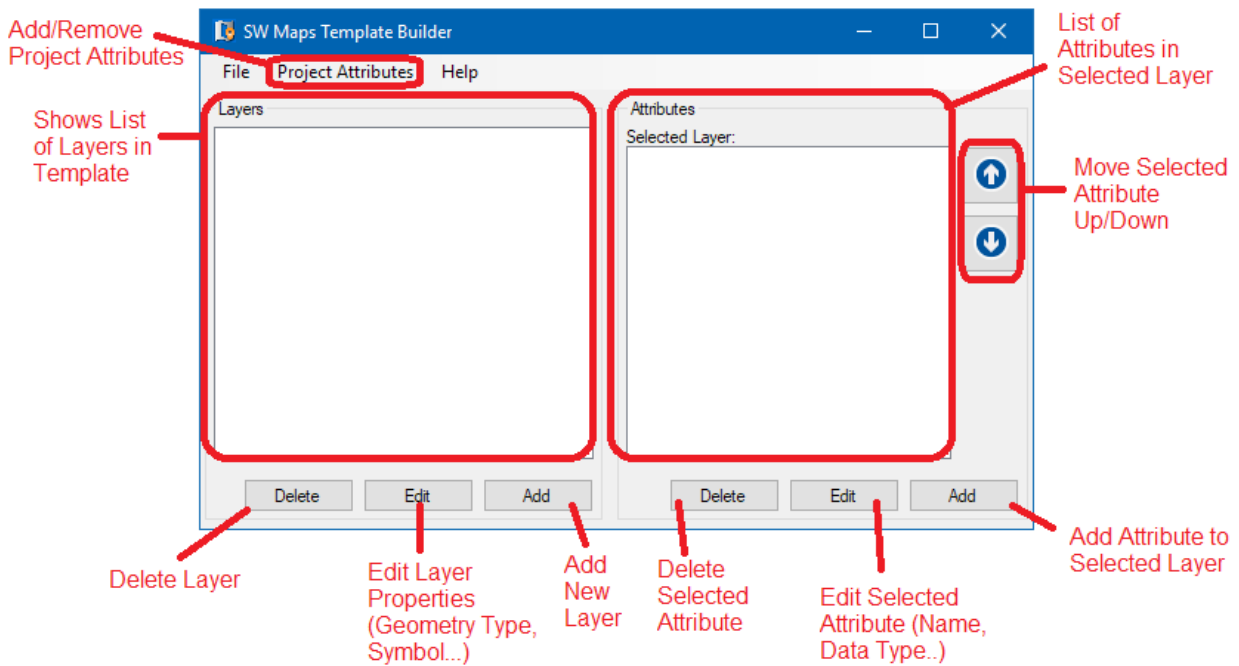 Add/Remove
Project Attributes
SW Maps Template Builder
List of
Attributes in
Selected Layer
File Project Attributes Help
Shows List
of Layers in
Template
Layers
Attributes
Selected Layer:
Move Selected
Attribute
Up/Down
Delete Edit Add
Delete Edit Add
Delete Layer
Edit Layer
Properties
(Geometry Type,
Symbol...)
Add
New
Layer
Delete
Selected
Attribute
Edit Selected
Attribute (Name,
Data Type..)
Add Attribute to
Selected Layer